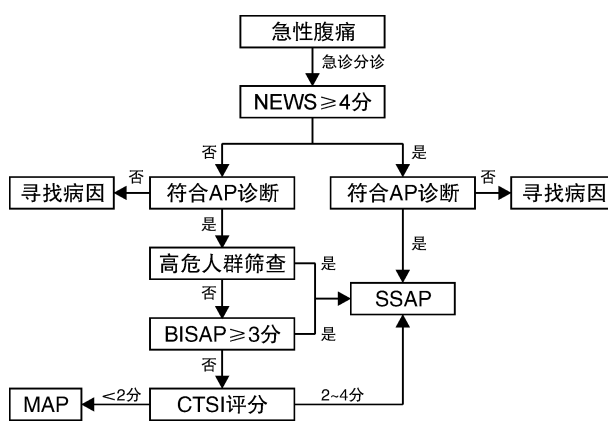 急性腹痛
急诊分诊
NEWS≥4分
否
是
寻找病因
否
符合AP诊断
符合AP诊断
否
寻找病因
是
是
高危人群筛查
是
SSAP
否
BISAP≥3分
是
否
MAP
<2分
CTSI评分
2~4分